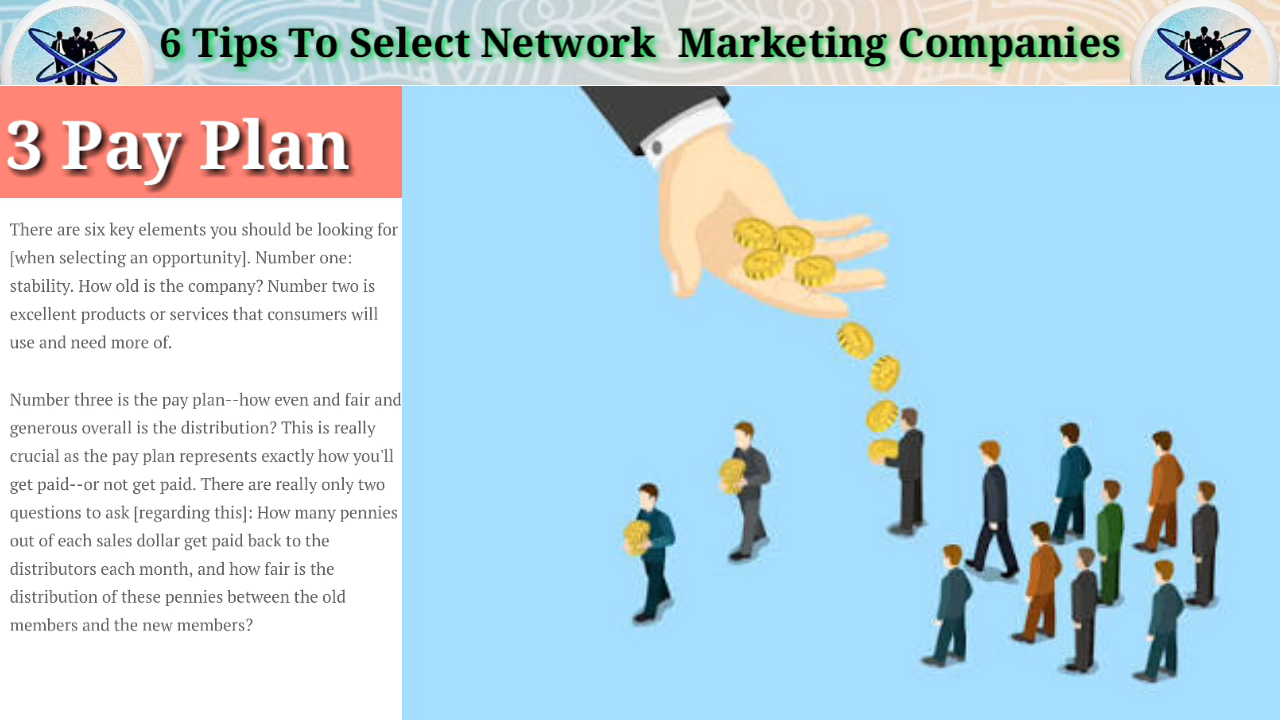 6 Tips To Select Network  Marketing Companies
3 Pay Plan
There are six key elements you should be looking for
[when selecting an opportunity]. Number one:
stability. How old is the company? Number two is
excellent products or services that consumers will
use and need more of.
Number three is the pay plan--how even and fair and
generous overall is the distribution? This is really
crucial as the pay plan represents exactly how you'll
get paid--or not get paid. There are really only two
questions to ask [regarding this]: How many pennies
out of each sales dollar get paid back to the
distributors each month, and how fair is the
distribution of these pennies between the old
members and the new members?